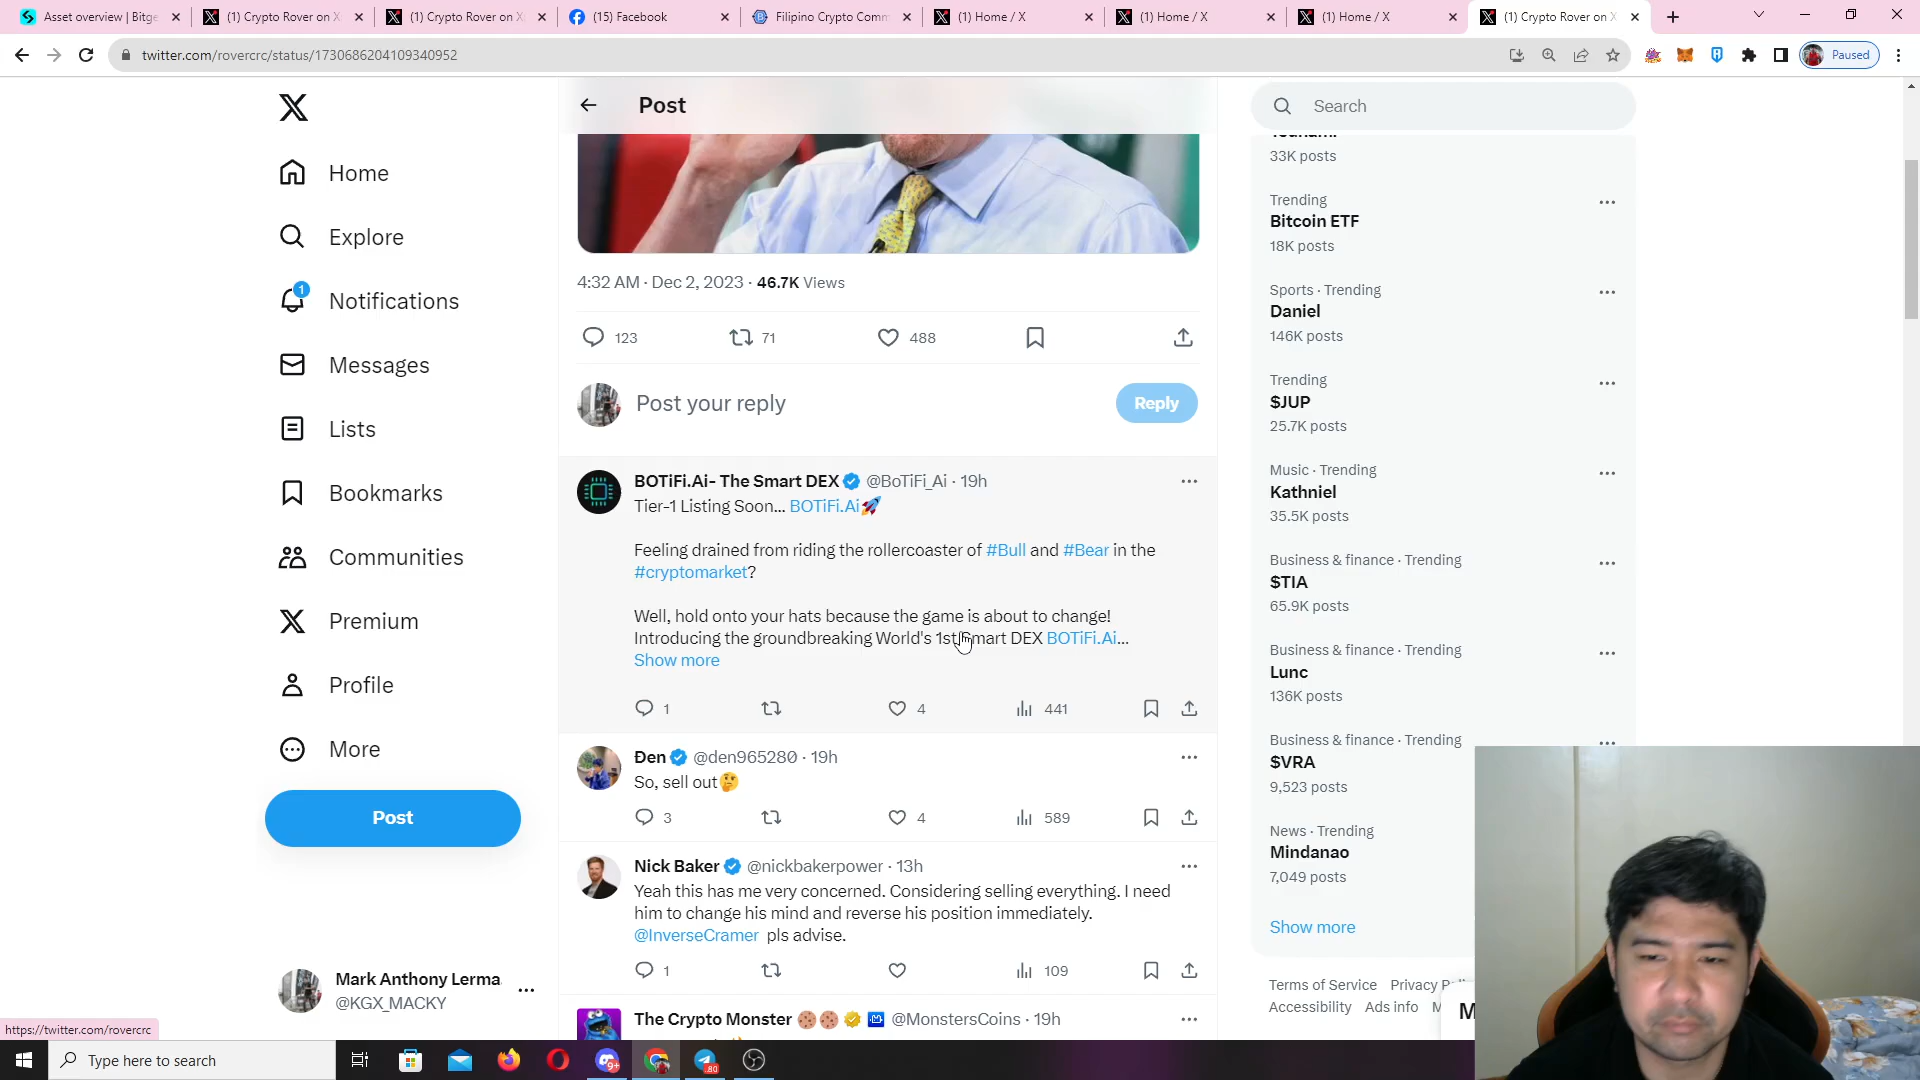 Asset overview | Bitge
(1) Crypto Rover on X
(1) Crypto Rover on X
(15) Facebook
Filipino Crypto Comm
(1) Home / X
(1) Home / X
(1) Home / X
(1) Crypto Rover on X
twitter.com/rovercrc/status/1730686204109340952
Paused
Home
Explore
1
Notifications
Messages
Lists
Bookmarks
Communities
Premium
Profile
More
Post
Mark Anthony Lerma
@KGX_MACKY
https://twitter.com/rovercrc
Post
4:32 AM · Dec 2, 2023 · 46.7K Views
123 71 488
Post your reply
Reply
BOTiFi.Ai- The Smart DEX @BoTiFi_Ai · 19h
Tier-1 Listing Soon... BOTiFi.Ai🚀
Feeling drained from riding the rollercoaster of #Bull and #Bear in the
#cryptomarket?
Well, hold onto your hats because the game is about to change!
Introducing the groundbreaking World's 1st Smart DEX BOTiFi.Ai...
Show more
1 4 441
Đen @den965280 · 19h
So, sell out🤔
3 4 589
Nick Baker @nickbakerpower · 13h
Yeah this has me very concerned. Considering selling everything. I need
him to change his mind and reverse his position immediately.
@InverseCramer pls advise.
1 109
The Crypto Monster 🍪🍪 @MonstersCoins · 19h
Search
33K posts
Trending
Bitcoin ETF
18K posts
Sports · Trending
Daniel
146K posts
Trending
$JUP
25.7K posts
Music · Trending
Kathniel
35.5K posts
Business & finance · Trending
$TIA
65.9K posts
Business & finance · Trending
Lunc
136K posts
Business & finance · Trending
$VRA
9,523 posts
News · Trending
Mindanao
7,049 posts
Show more
Terms of Service Privacy
Accessibility Ads info M
M
Type here to search
9+
80